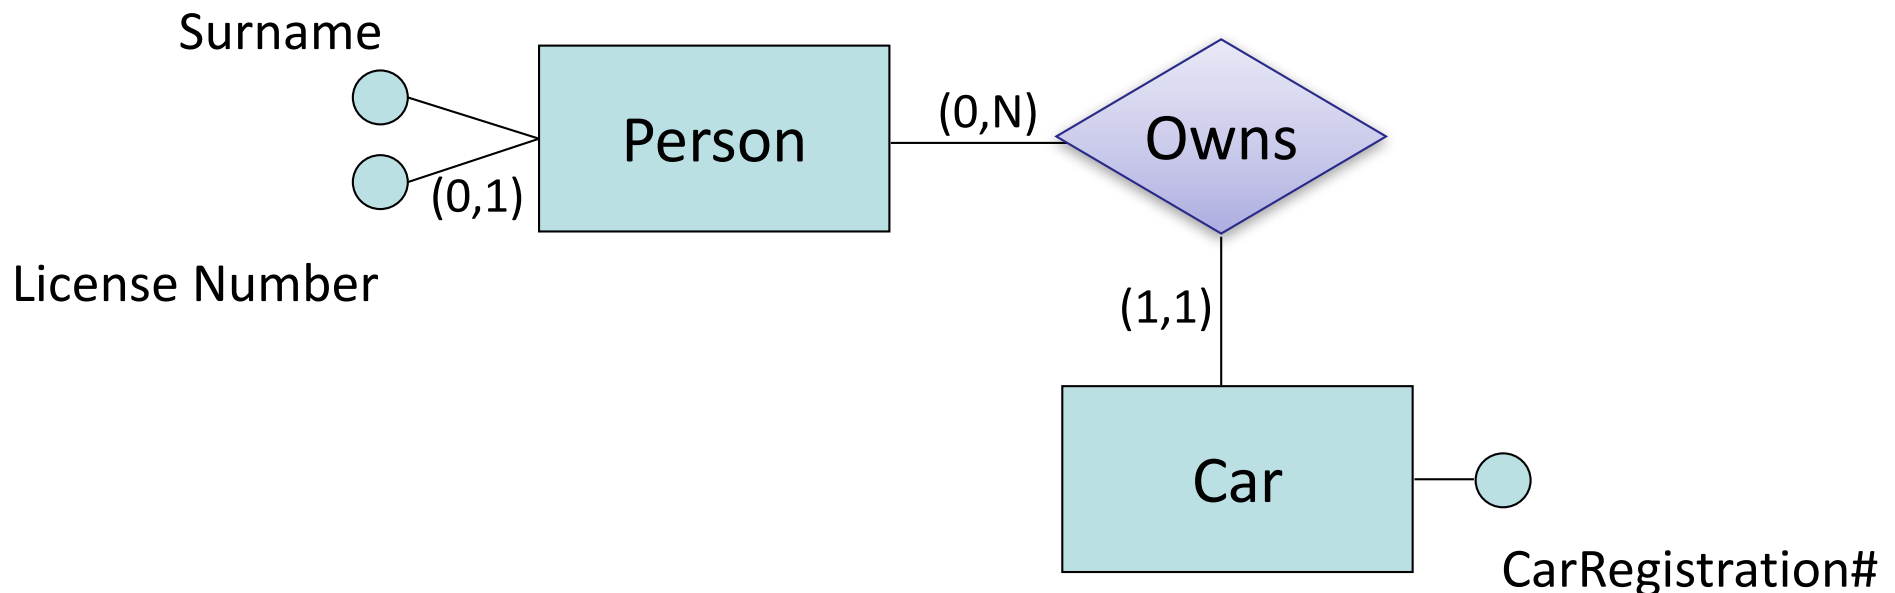 Surname
Person
(0,N)
Owns
(0,1)
License Number
(1,1)
Car
CarRegistration#